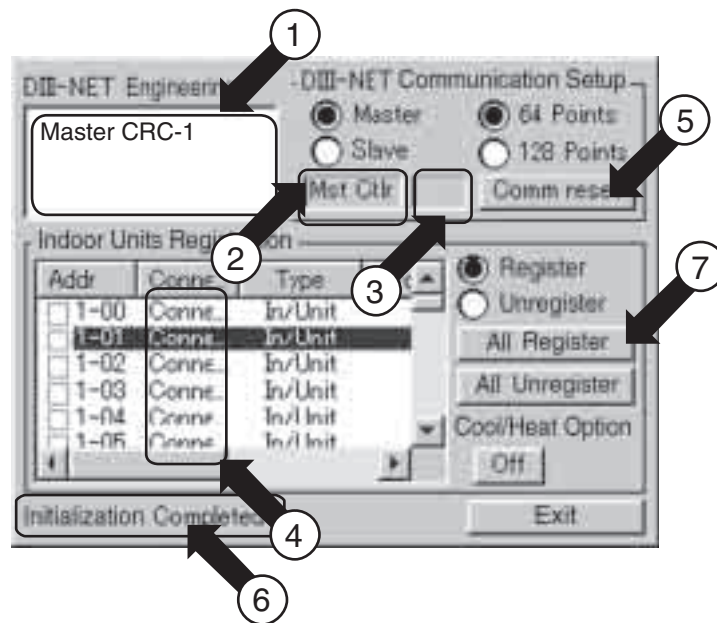 1
DIII-NET Engineerin
DIII-NET Communication Setup
Master CRC-1
Master
64 Points
5
Slave
128 Points
2
Mst Ctlr
3
Comm rese
Indoor Units Regi on
7
Addr Conne Type
Register
1-00 Conne.. In/Unit
Unregister
1-01 Conne.. In/Unit
All Register
1-02 Conne.. In/Unit
1-03 Conne.. In/Unit
All Unregister
1-04 Conne In/Unit
Cool/Heat Option
1-05 Conne In/Unit
Off
4
Initialization Completed
Exit
6